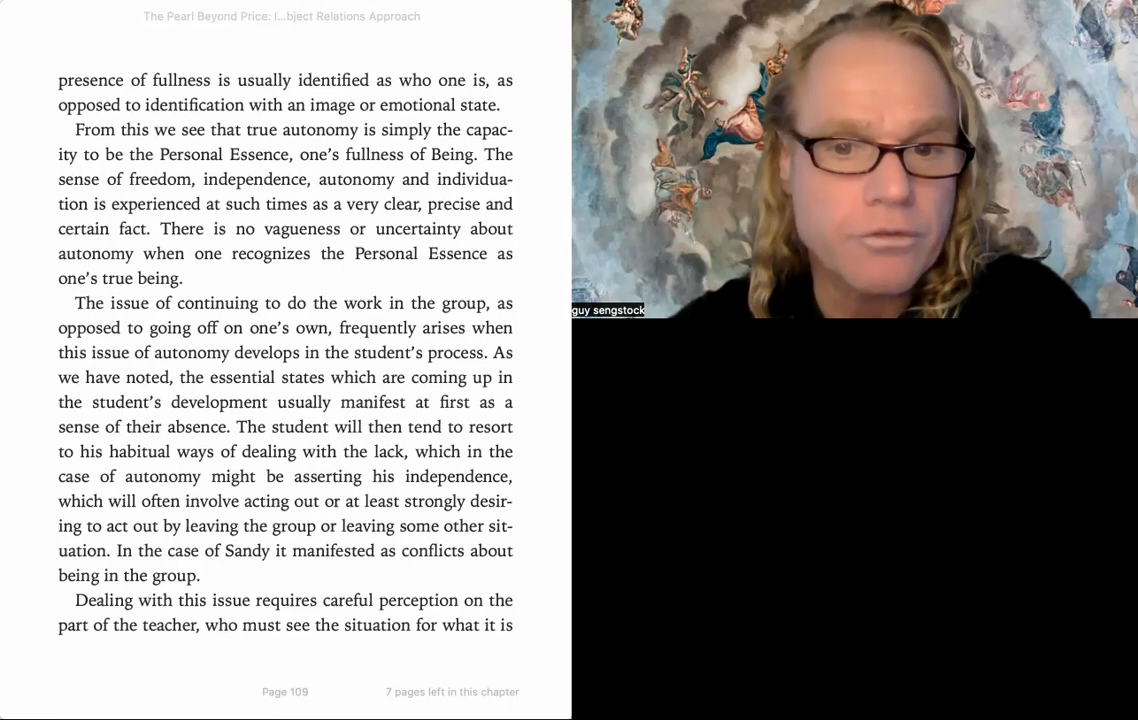 The Pearl Beyond Price: I...bject Relations Approach
presence of fullness is usually identified as who one is, as
opposed to identification with an image or emotional state.
From this we see that true autonomy is simply the capac-
ity to be the Personal Essence, one's fullness of Being. The
sense of freedom, independence, autonomy and individua-
tion is experienced at such times as a very clear, precise and
certain fact. There is no vagueness or uncertainty about
autonomy when one recognizes the Personal Essence as
one's true being.
The issue of continuing to do the work in the group, as
opposed to going off on one's own, frequently arises when
this issue of autonomy develops in the student's process. As
we have noted, the essential states which are coming up in
the student's development usually manifest at first as a
sense of their absence. The student will then tend to resort
to his habitual ways of dealing with the lack, which in the
case of autonomy might be asserting his independence,
which will often involve acting out or at least strongly desir-
ing to act out by leaving the group or leaving some other sit-
uation. In the case of Sandy it manifested as conflicts about
being in the group.
Dealing with this issue requires careful perception on the
part of the teacher, who must see the situation for what it is
Page 109
7 pages left in this chapter
guy sengstock